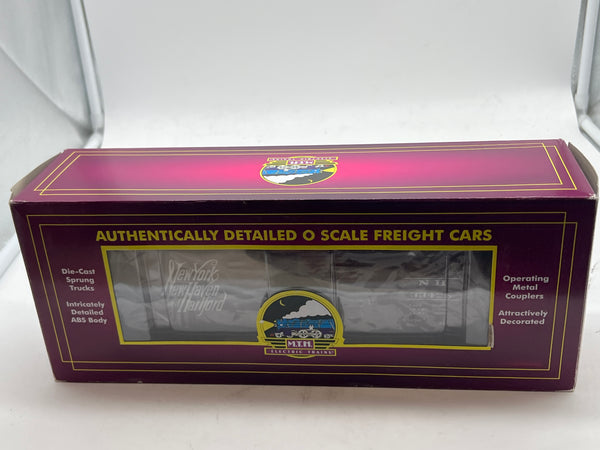 M.T.H.
AUTHENTICALLY DETAILED O SCALE FREIGHT CARS
Die-Cast
Sprung
Trucks
Intricately
Detailed
ABS Body
New York
New Haven
Hartford
N H
Operating
Metal
Couplers
Attractively
Decorated
M.T.H.
ELECTRIC TRAINS